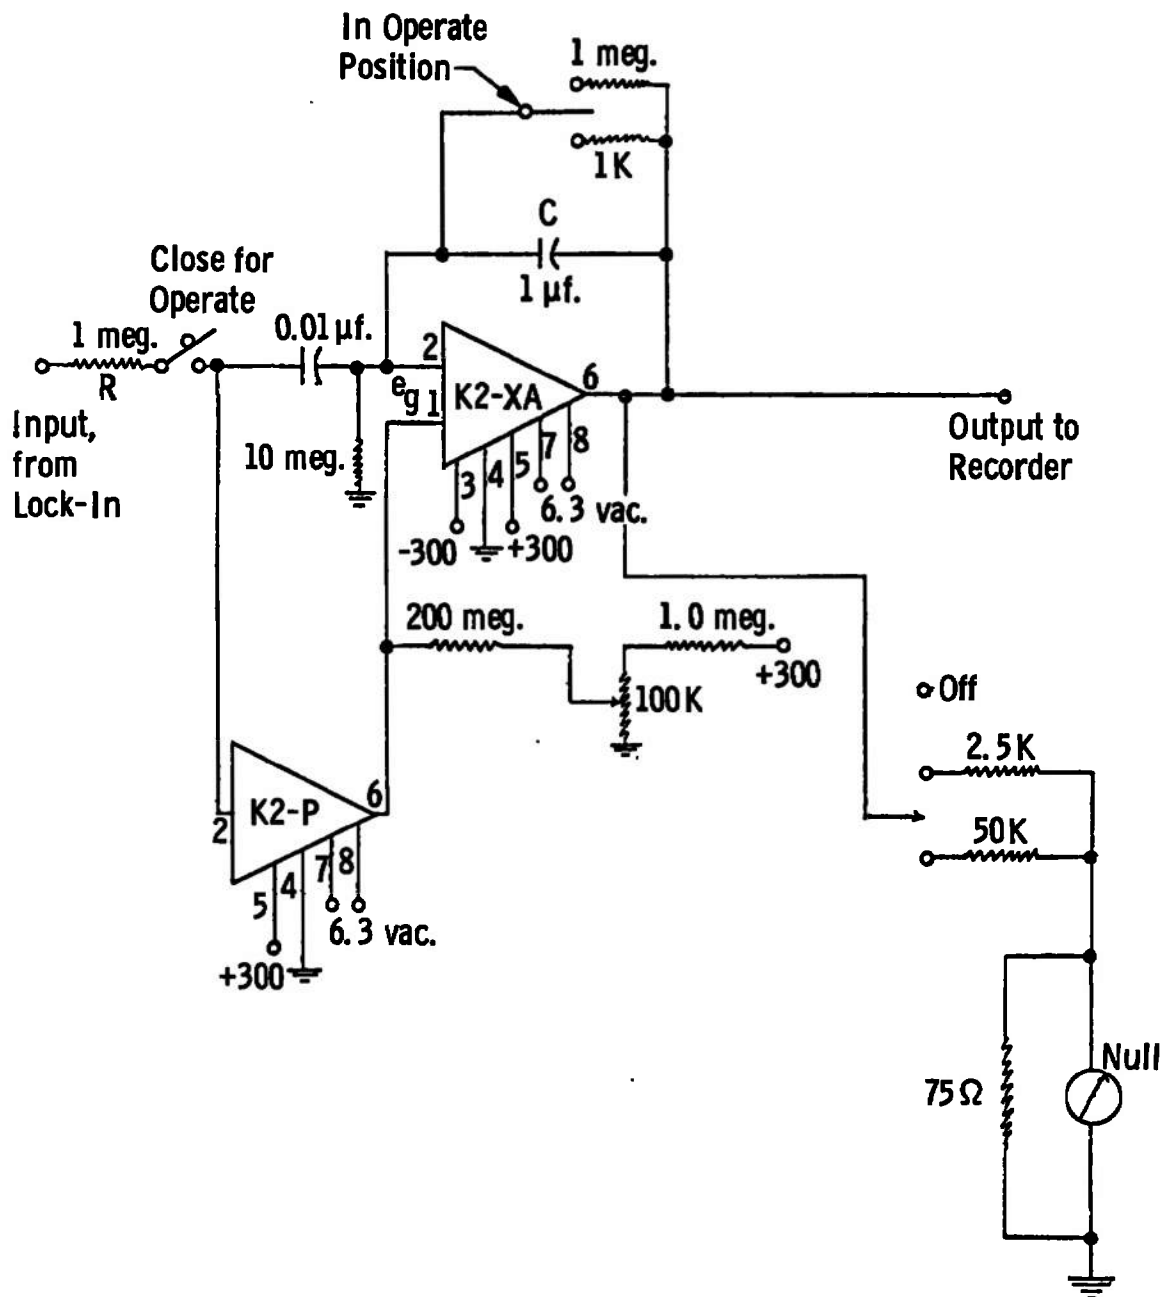 In Operate
Position
1 meg.
1K
C
1 µf.
Close for
Operate
1 meg.
R
0.01 µf.
Input,
from
Lock-In
10 meg.
eg
2
1
K2-XA
6
3
4
5
7
8
6.3 vac.
-300
+300
Output to
Recorder
200 meg.
1.0 meg.
+300
100K
Off
2.5K
50K
2
K2-P
6
5
4
7
8
6.3 vac.
+300
75Ω
Null